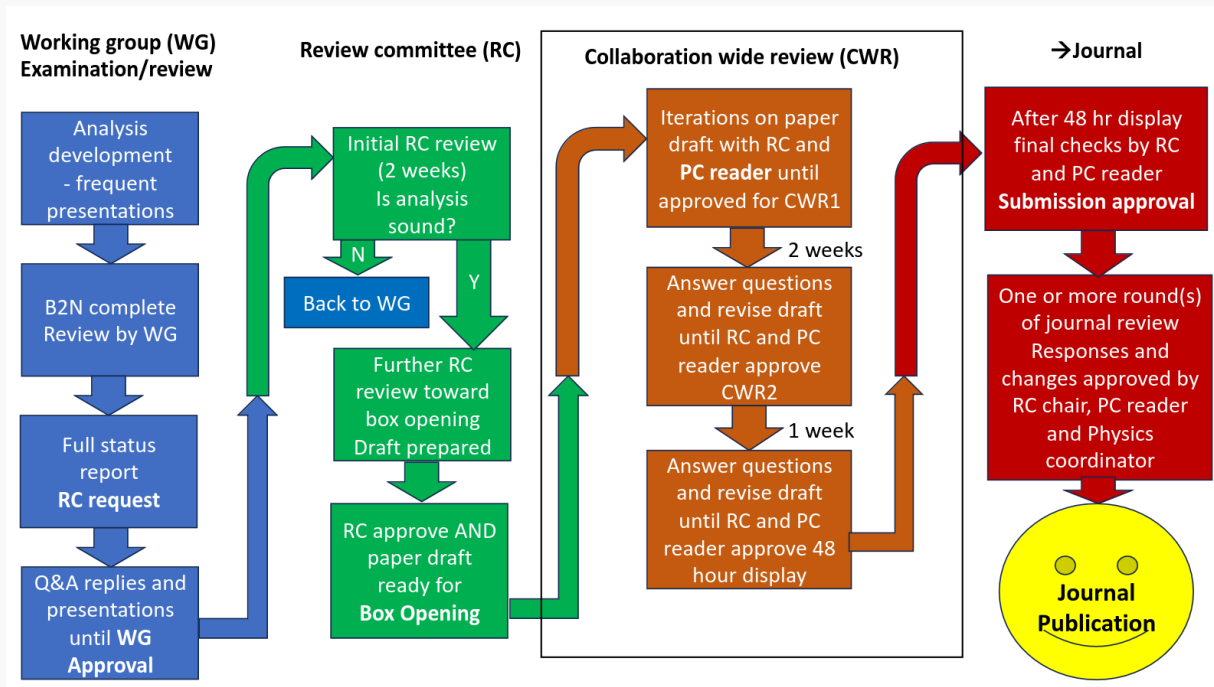 Working group (WG)
Examination/review
Analysis
development
- frequent
presentations
B2N complete
Review by WG
Full status
report
RC request
Q&A replies and
presentations
until WG
Approval
Review committee (RC)
Initial RC review
(2 weeks)
Is analysis
sound?
N
Y
Back to WG
Further RC
review toward
box opening
Draft prepared
RC approve AND
paper draft
ready for
Box Opening
Collaboration wide review (CWR)
Iterations on paper
draft with RC and
PC reader until
approved for CWR1
2 weeks
Answer questions
and revise draft
until RC and PC
reader approve
CWR2
1 week
Answer questions
and revise draft
until RC and PC
reader approve 48
hour display
→Journal
After 48 hr display
final checks by RC
and PC reader
Submission approval
One or more round(s)
of journal review
Responses and
changes approved by
RC chair, PC reader
and Physics
coordinator
Journal
Publication